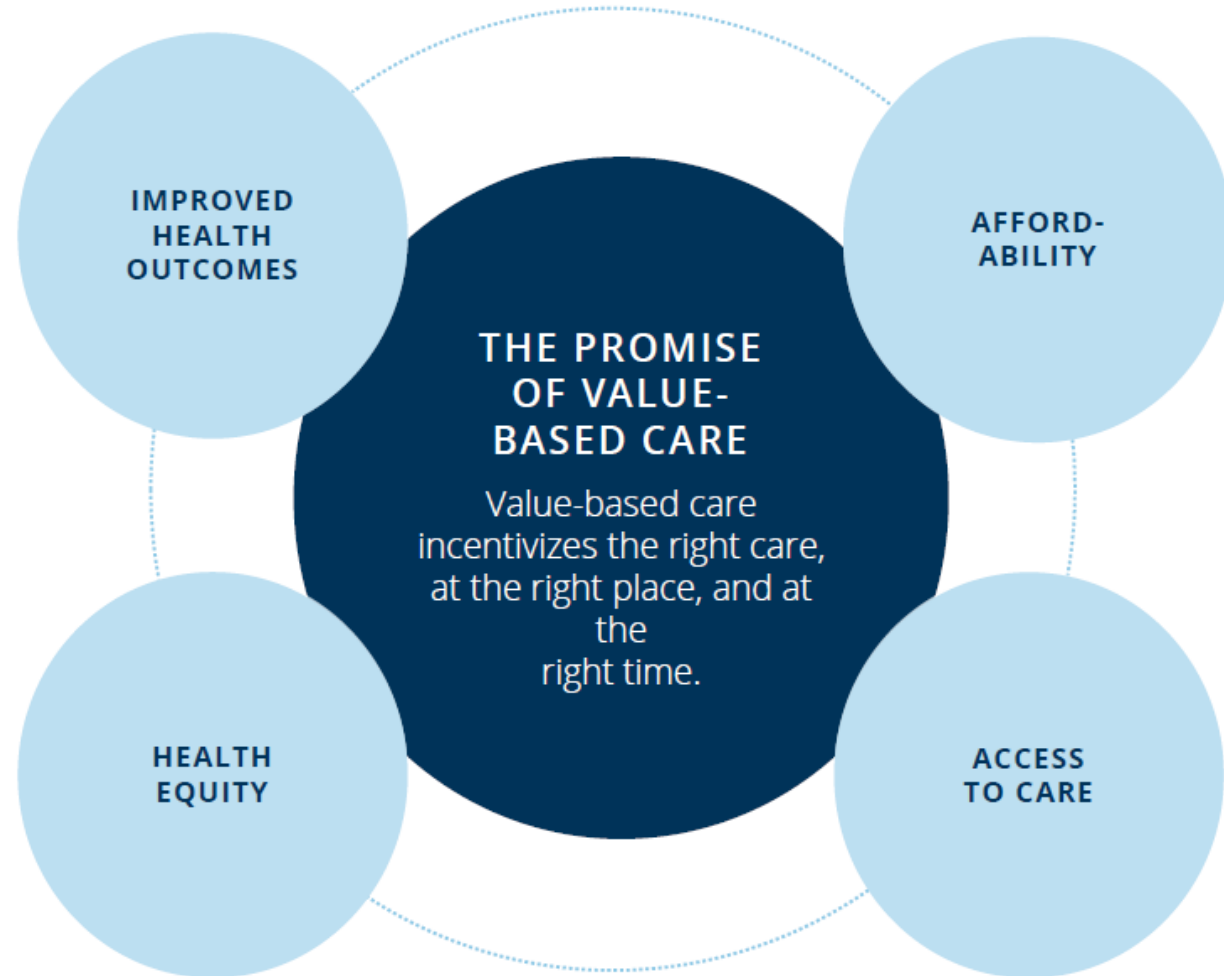 IMPROVED
HEALTH
OUTCOMES
AFFORD-
ABILITY
THE PROMISE
OF VALUE-
BASED CARE
Value-based care
incentivizes the right care,
at the right place, and at
the
right time.
HEALTH
EQUITY
ACCESS
TO CARE